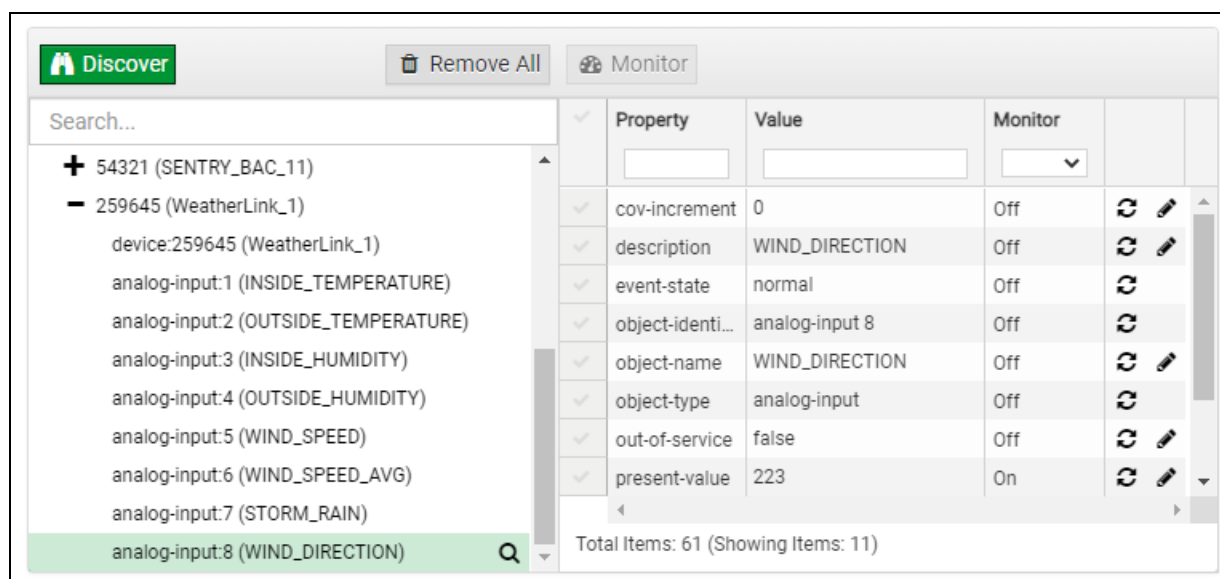 Discover
Remove All
Monitor
Search...
54321 (SENTRY_BAC_11)
259645 (WeatherLink_1)
device:259645 (WeatherLink_1)
analog-input:1 (INSIDE_TEMPERATURE)
analog-input:2 (OUTSIDE_TEMPERATURE)
analog-input:3 (INSIDE_HUMIDITY)
analog-input:4 (OUTSIDE_HUMIDITY)
analog-input:5 (WIND_SPEED)
analog-input:6 (WIND_SPEED_AVG)
analog-input:7 (STORM_RAIN)
analog-input:8 (WIND_DIRECTION)
Property Value Monitor
cov-increment 0 Off
description WIND_DIRECTION Off
event-state normal Off
object-identi... analog-input 8 Off
object-name WIND_DIRECTION Off
object-type analog-input Off
out-of-service false Off
present-value 223 On
Total Items: 61 (Showing Items: 11)